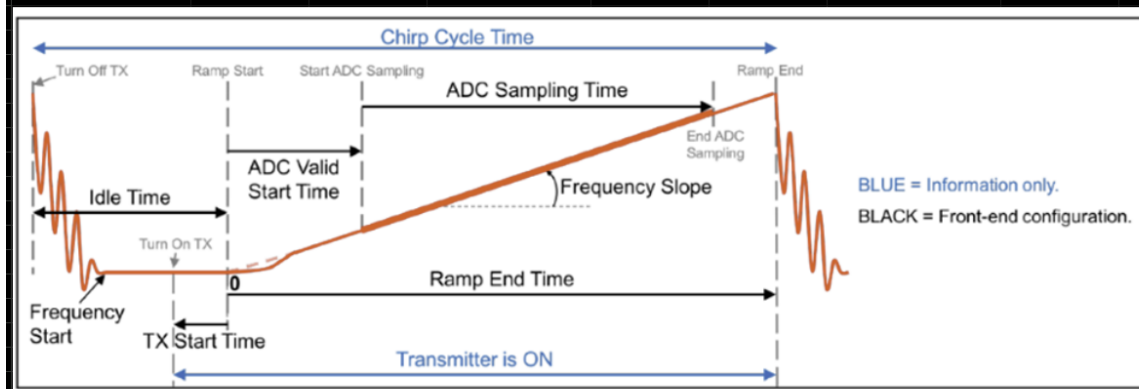 Chirp Cycle Time
Turn Off TX
Ramp Start
Start ADC Sampling
Ramp End
ADC Sampling Time
End ADC
Sampling
ADC Valid
Start Time
Idle Time
Frequency Slope
BLUE = Information only.
BLACK = Front-end configuration.
Turn On TX
0
Ramp End Time
Frequency
Start
TX Start Time
Transmitter is ON